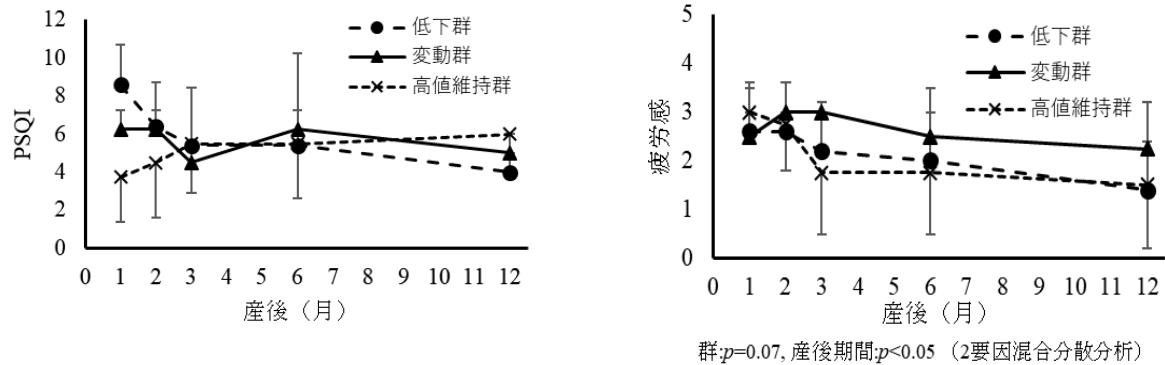 12
10
8
6
4
2
0
PSQI
低下群
変動群
高値維持群
0 1 2 3 4 5 6 7 8 9 10 11 12
産後（月）
5
4
3
2
1
0
疲労感
低下群
変動群
高値維持群
0 1 2 3 4 5 6 7 8 9 10 11 12
産後（月）
群:p=0.07, 産後期間:p<0.05 （2要因混合分散分析）